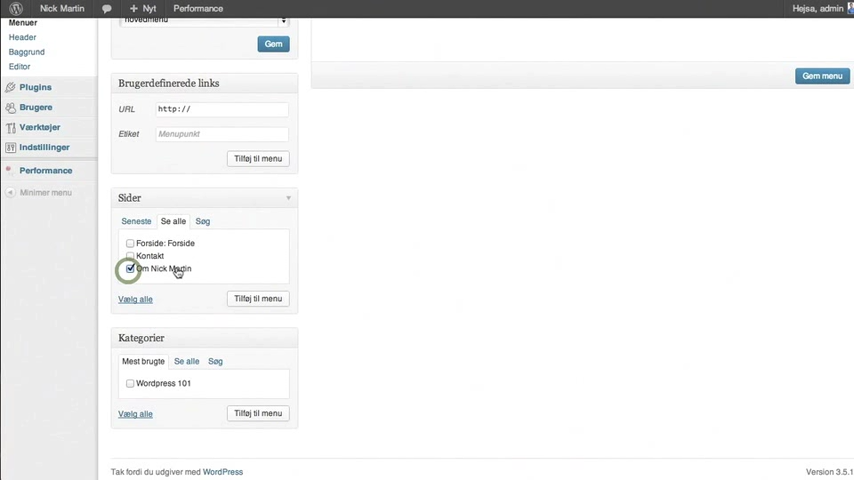 Nick Martin
Nyt
Performance
Hejsa, admin
Menuer
Header
Baggrund
Editor
Plugins
Brugere
Værktøjer
Indstillinger
Performance
Minimer menu
hovedmenu
Gem
Brugerdefinerede links
URL http://
Etiket Menupunkt
Tilføj til menu
Sider
Seneste Se alle Søg
Forside: Forside
Kontakt
Om Nick Martin
Vælg alle Tilføj til menu
Kategorier
Mest brugte Se alle Søg
Wordpress 101
Vælg alle Tilføj til menu
Gem menu
Tak fordi du udgiver med WordPress
Version 3.5.1